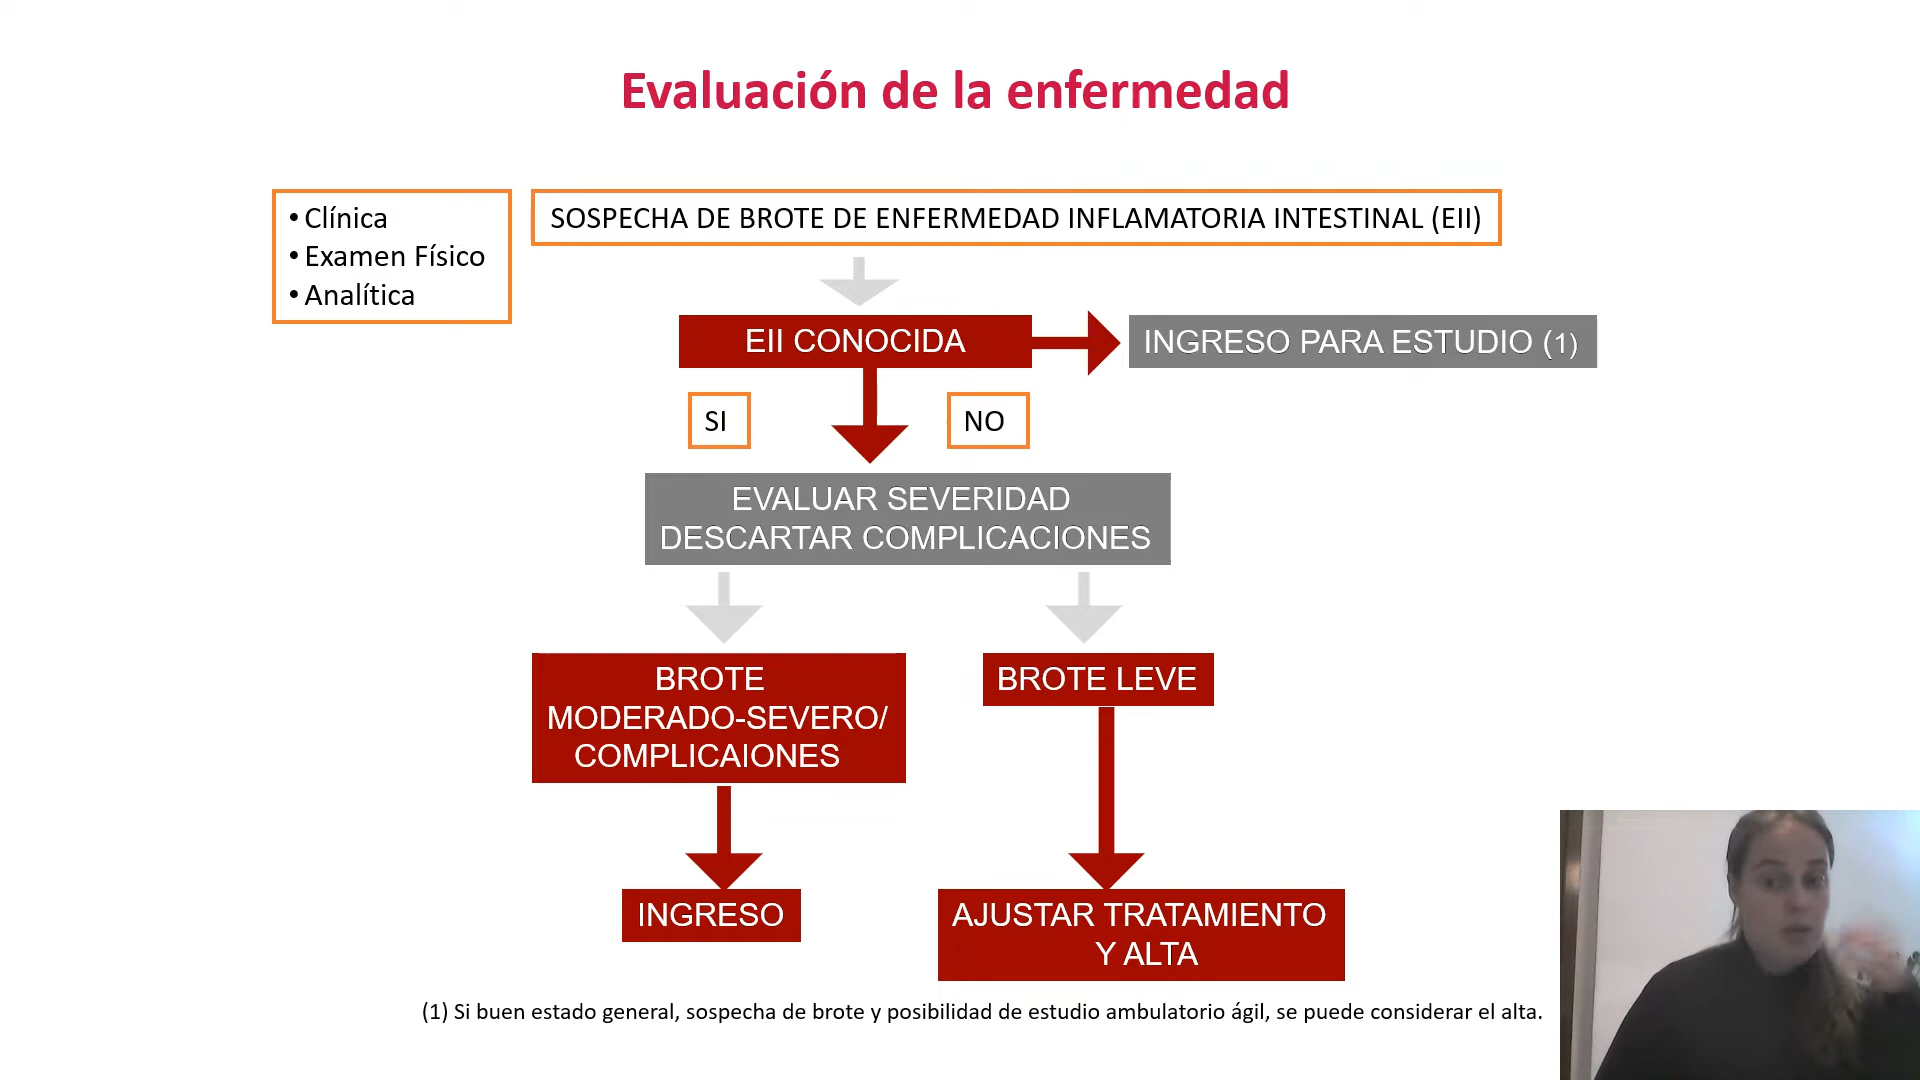 Evaluación de la enfermedad
• Clínica
• Examen Físico
• Analítica
SOSPECHA DE BROTE DE ENFERMEDAD INFLAMATORIA INTESTINAL (EII)
EII CONOCIDA
INGRESO PARA ESTUDIO (1)
SI
NO
EVALUAR SEVERIDAD
DESCARTAR COMPLICACIONES
BROTE
MODERADO-SEVERO/
COMPLICAIONES
BROTE LEVE
INGRESO
AJUSTAR TRATAMIENTO
Y ALTA
(1) Si buen estado general, sospecha de brote y posibilidad de estudio ambulatorio ágil, se puede considerar el alta.